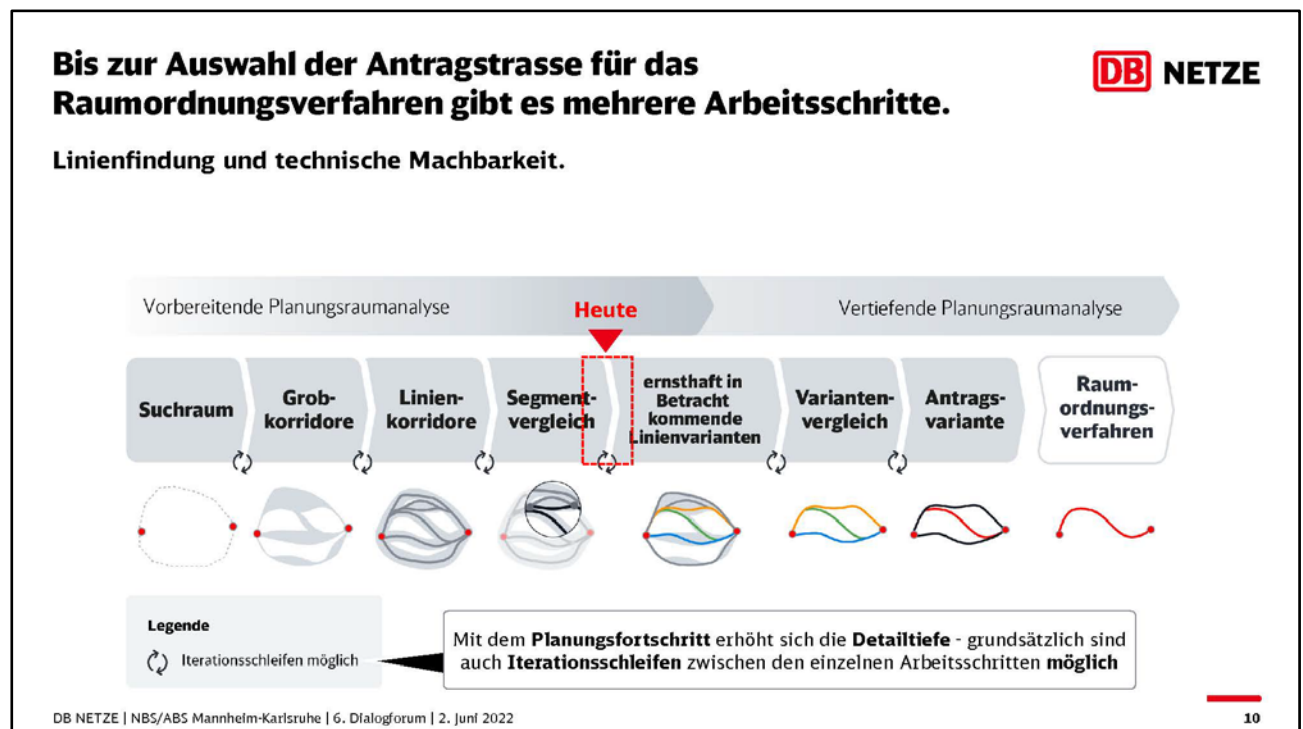 Bis zur Auswahl der Antragstrasse für das
Raumordnungsverfahren gibt es mehrere Arbeitsschritte.
DB NETZE
Linienfindung und technische Machbarkeit.
Vorbereitende Planungsraumanalyse
Heute
Vertiefende Planungsraumanalyse
Suchraum
Grob-
korridore
Linien-
korridore
Segment-
vergleich
ernsthaft in
Betracht
kommende
Linienvarianten
Varianten-
vergleich
Antrags-
variante
Raum-
ordnungs-
verfahren
Legende
Iterationsschleifen möglich
Mit dem Planungsfortschritt erhöht sich die Detailtiefe - grundsätzlich sind
auch Iterationsschleifen zwischen den einzelnen Arbeitsschritten möglich
DB NETZE | NBS/ABS Mannheim-Karlsruhe | 6. Dialogforum | 2. Juni 2022
10